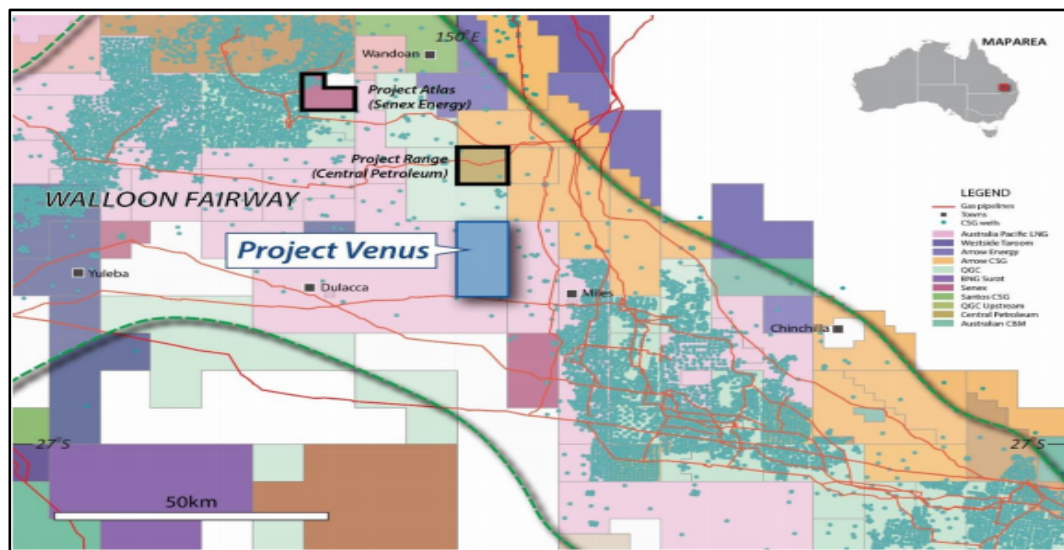 150°E
Wandoan
MAPAREA
Project Atlas
(Senex Energy)
Project Range
(Central Petroleum)
WALLOON FAIRWAY
Project Venus
Yuleba
Dulacca
Miles
Chinchilla
LEGEND
Gas pipelines
Towns
CSG wells
Australia Pacific LNG
Westside Taroom
Arrow Energy
Arrow CSG
QGC
BNG Surat
Senex
Santos CSG
QGC Upstream
Central Petroleum
Australian CBM
27°S
27°S
50km